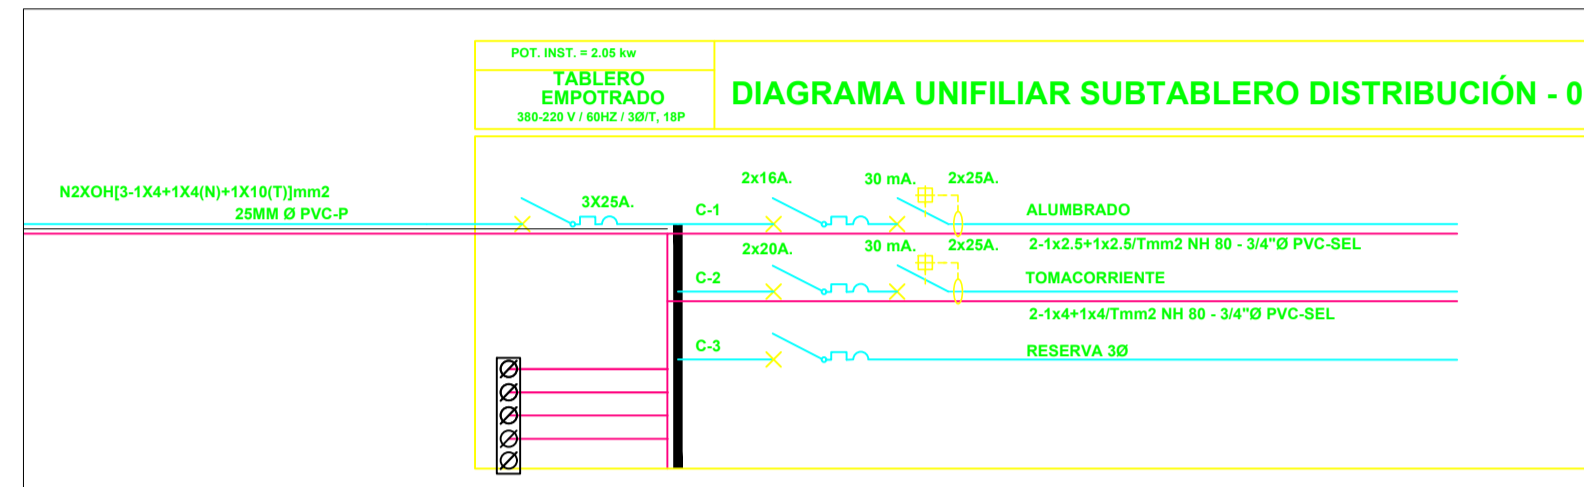 POT. INST. = 2.05 kw
TABLERO
EMPOTRADO
380-220 V / 60HZ / 3Ø/T, 18P
DIAGRAMA UNIFILIAR SUBTABLERO DISTRIBUCIÓN - 0
N2XOH[3-1X4+1X4(N)+1X10(T)]mm2
25MM Ø PVC-P
3X25A.
C-1
2x16A.
30 mA.
2x25A.
ALUMBRADO
2-1x2.5+1x2.5/Tmm2 NH 80 - 3/4"Ø PVC-SEL
C-2
2x20A.
30 mA.
2x25A.
TOMACORRIENTE
2-1x4+1x4/Tmm2 NH 80 - 3/4"Ø PVC-SEL
C-3
RESERVA 3Ø